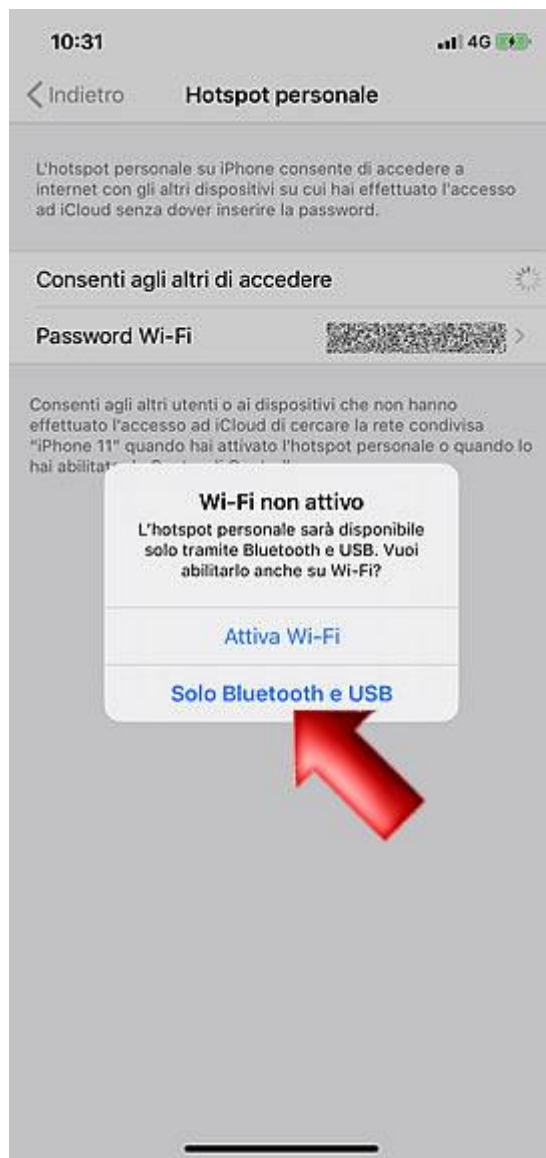 10:31 4G
Indietro Hotspot personale
L'hotspot personale su iPhone consente di accedere a
internet con gli altri dispositivi su cui hai effettuato l'accesso
ad iCloud senza dover inserire la password.
Consenti agli altri di accedere
Password Wi-Fi
Consenti agli altri utenti o ai dispositivi che non hanno
effettuato l'accesso ad iCloud di cercare la rete condivisa
"iPhone 11" quando hai attivato l'hotspot personale o quando lo
hai
Wi-Fi non attivo
L'hotspot personale sarà disponibile
solo tramite Bluetooth e USB. Vuoi
abilitarlo anche su Wi-Fi?
Attiva Wi-Fi
Solo Bluetooth e USB